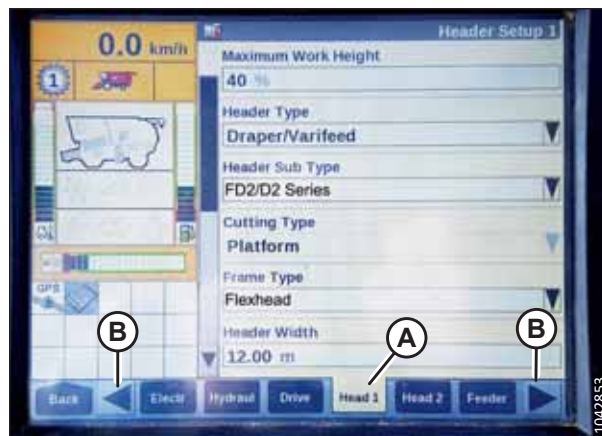 0.0 km/h
Header Setup 1
Maximum Work Height
40 %
1
Header Type
Draper/Varifeed
Header Sub Type
FD2/D2 Series
Cutting Type
Platform
Frame Type
Flexhead
GPS
Header Width
12.00 m
B
A
B
Back
Electr
Hydraul
Drive
Head 1
Head 2
Feeder
1042853